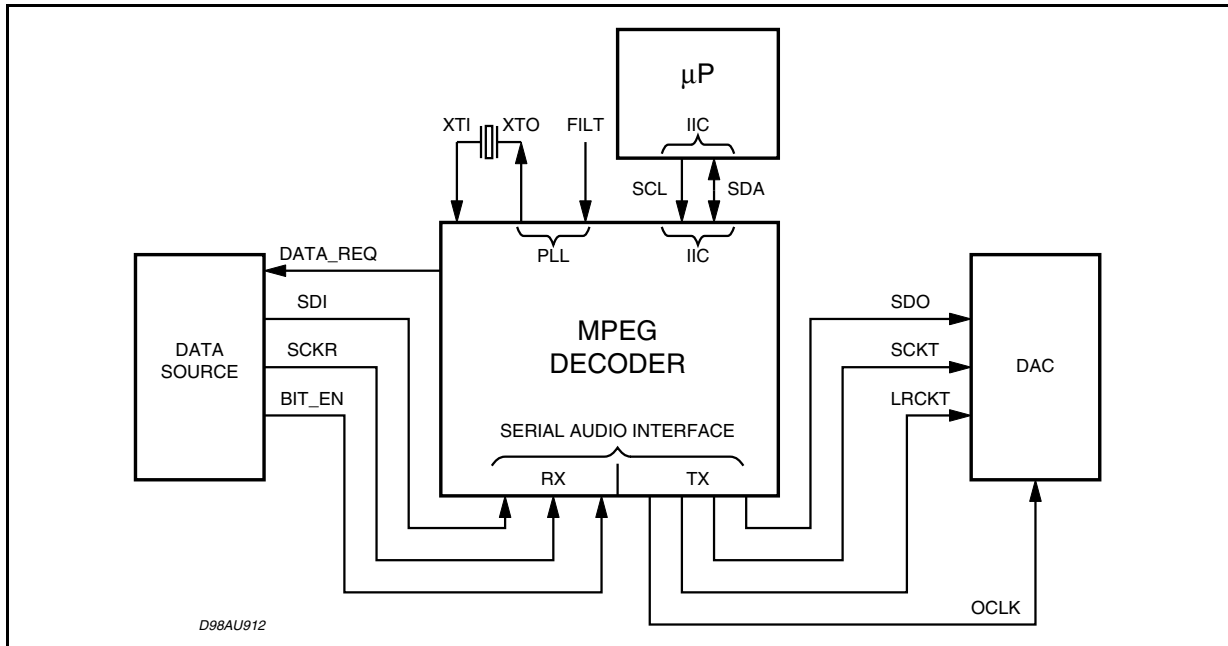 µP
XTI
XTO
FILT
IIC
SCL
SDA
DATA_REQ
PLL
IIC
SDI
SDO
MPEG
DECODER
DATA
SOURCE
SCKR
SCKT
DAC
BIT_EN
LRCKT
SERIAL AUDIO INTERFACE
RX
TX
OCLK
D98AU912